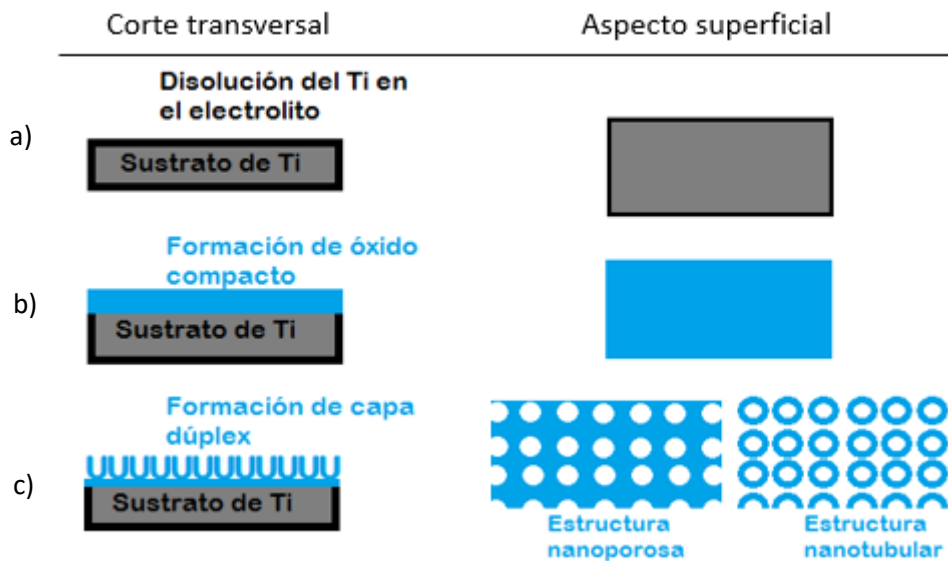 Corte transversal
Aspecto superficial
Disolución del Ti en
el electrolito
a)
Sustrato de Ti
Formación de óxido
compacto
b)
Sustrato de Ti
Formación de capa
dúplex
c)
Sustrato de Ti
Estructura
nanoporosa
Estructura
nanotubular